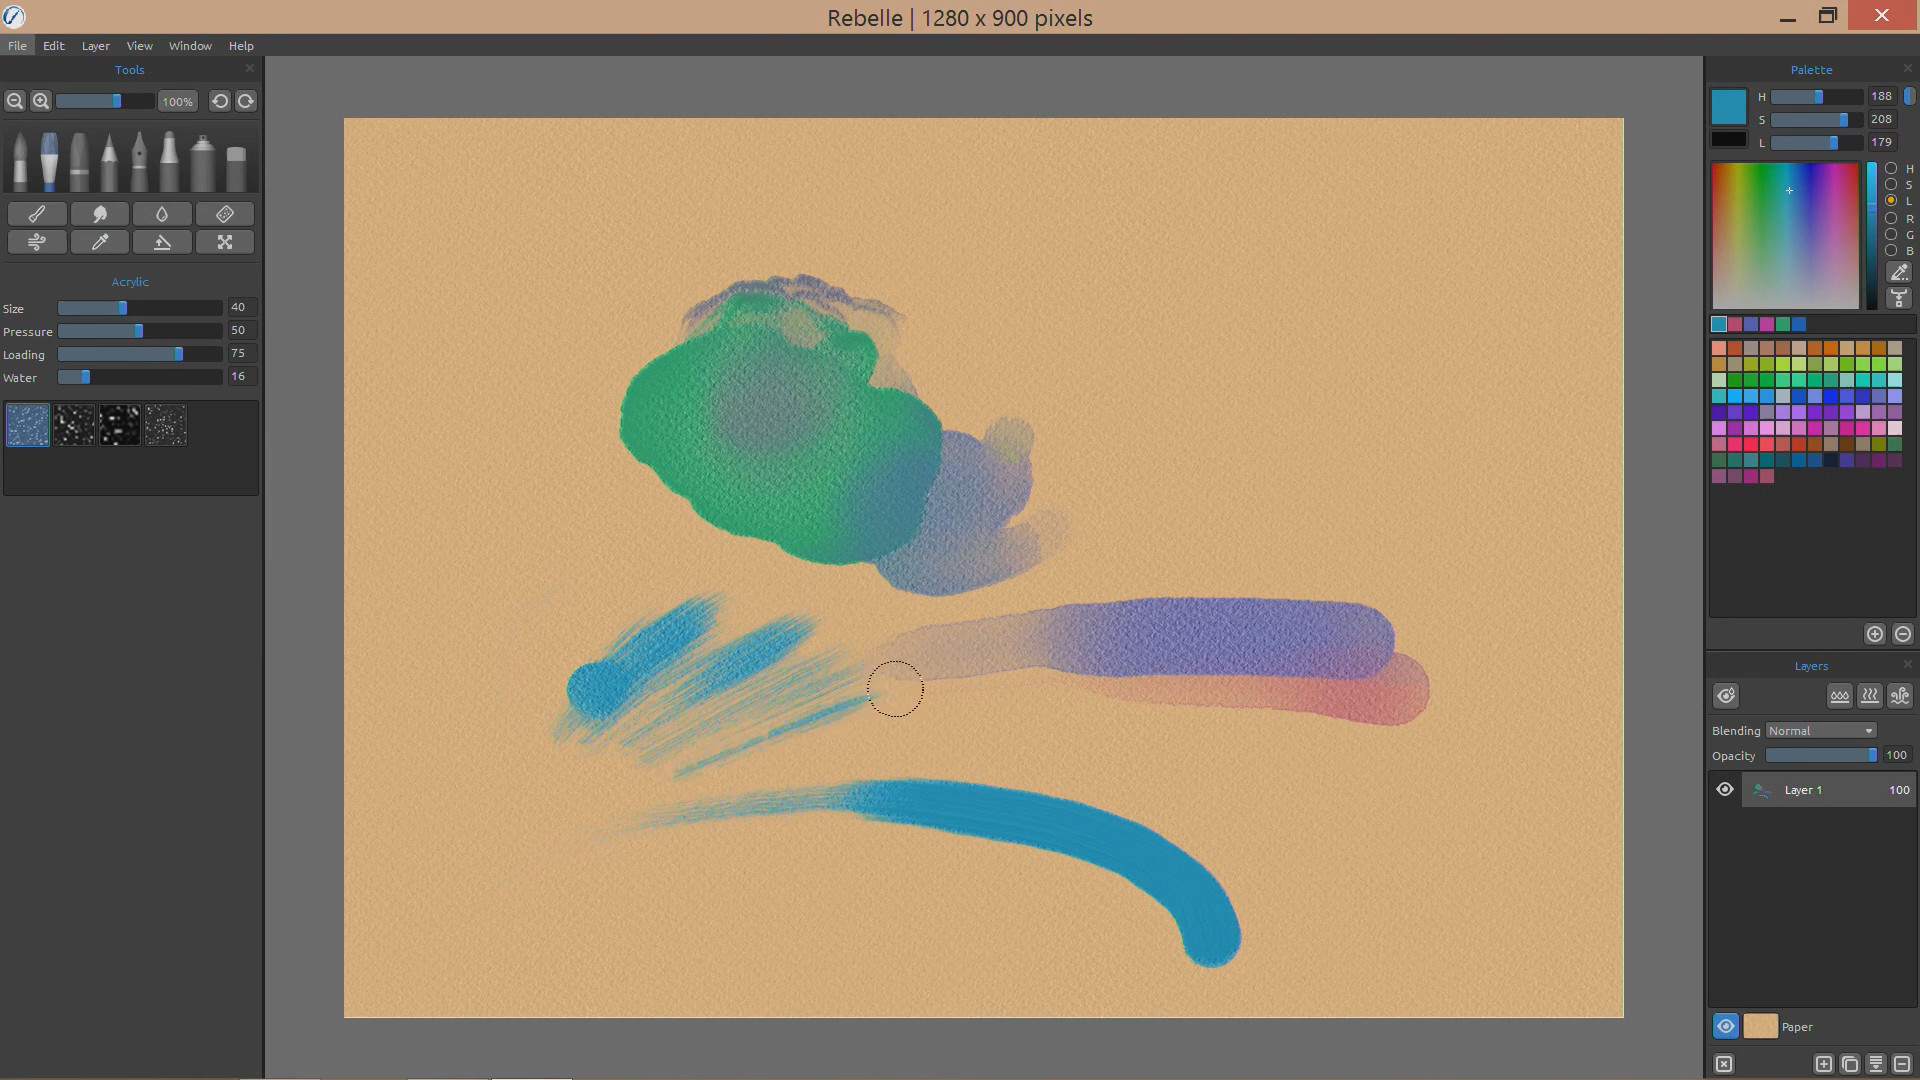 Rebelle | 1280 x 900 pixels
File Edit Layer View Window Help
Tools
100%
Acrylic
Size 40
Pressure 50
Loading 75
Water 16
Palette
H 188
S 208
L 179
H
S
L
R
G
B
Layers
Blending Normal
Opacity 100
Layer 1 100
Paper